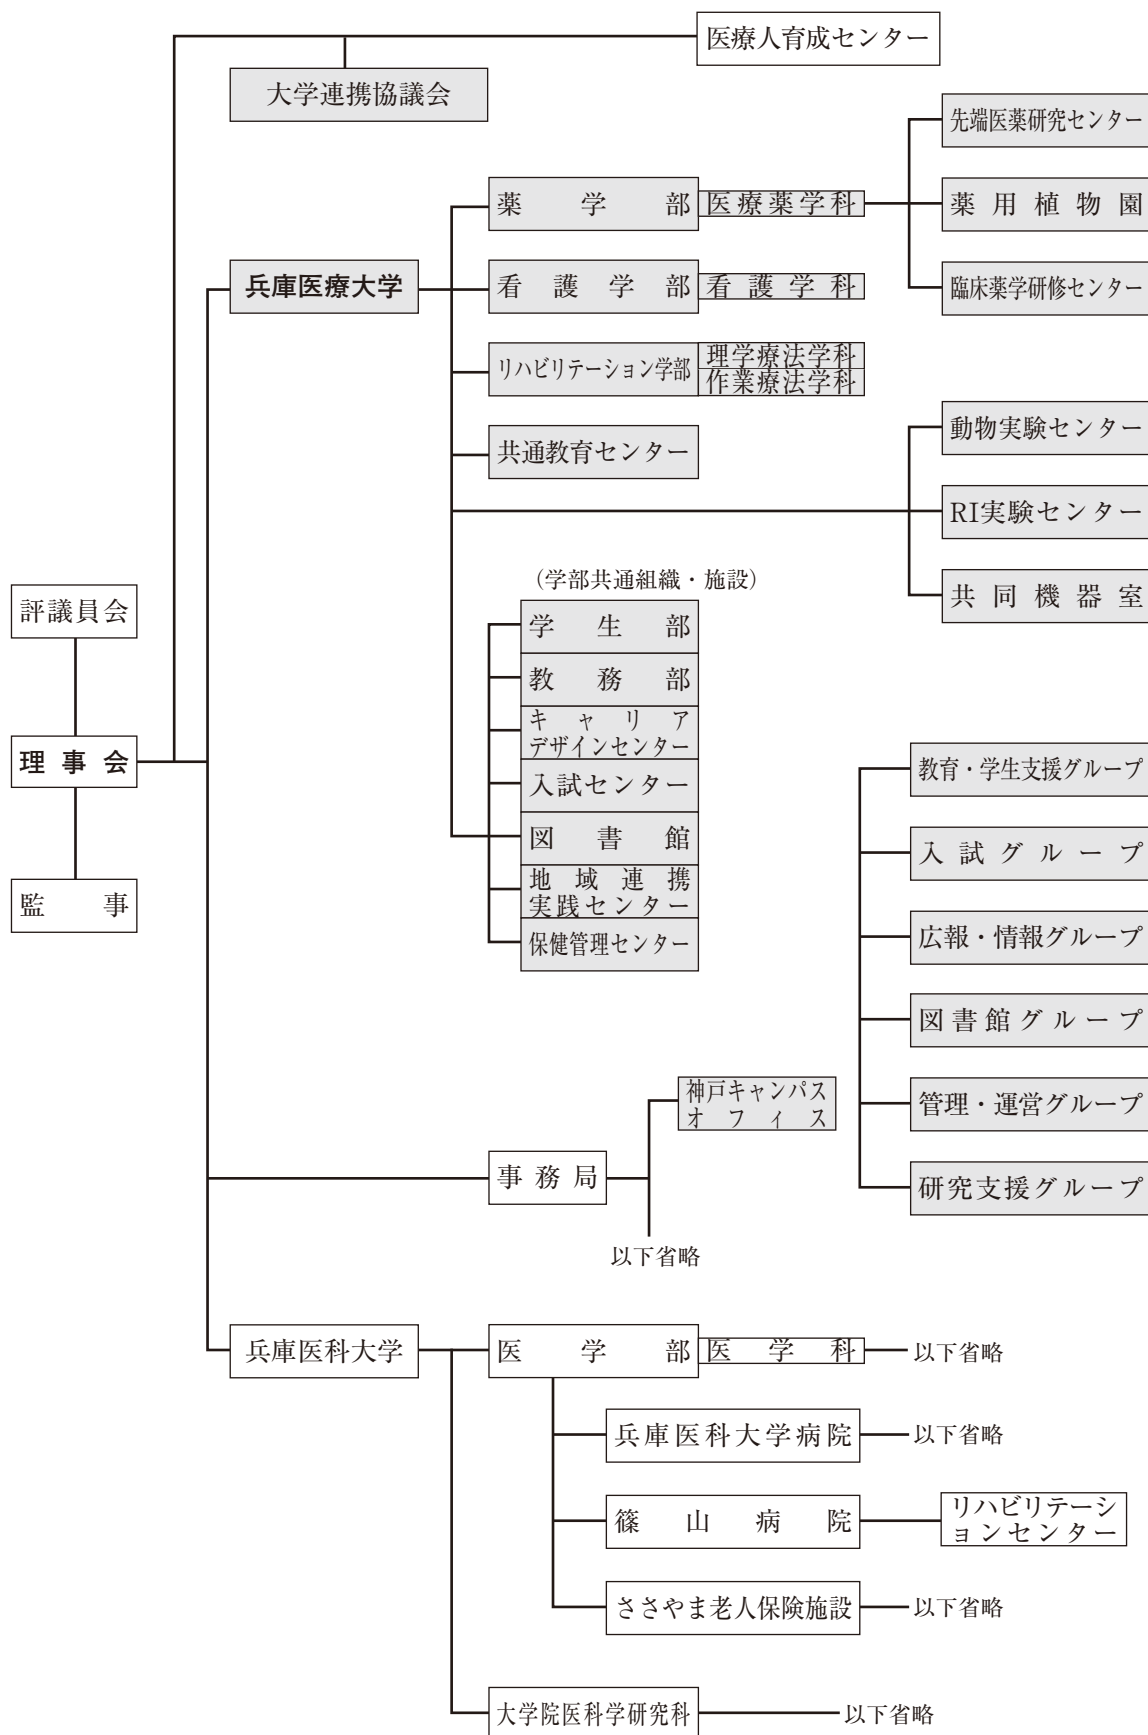 医療人育成センター
大学連携協議会
先端医薬研究センター
薬学部 医療薬学科
薬用植物園
兵庫医療大学
看護学部 看護学科
臨床薬学研修センター
リハビリテーション学部
理学療法学科
作業療法学科
共通教育センター
動物実験センター
RI実験センター
共同機器室
(学部共通組織・施設)
学生部
教務部
キャリア
デザインセンター
入試センター
図書館
地域連携
実践センター
保健管理センター
評議員会
理事会
監事
教育・学生支援グループ
入試グループ
広報・情報グループ
図書館グループ
管理・運営グループ
研究支援グループ
神戸キャンパス
オフィス
事務局
以下省略
兵庫医科大学
医学部 医学科 以下省略
兵庫医科大学病院 以下省略
篠山病院
リハビリテーシ
ョンセンター
ささやま老人保険施設 以下省略
大学院医科学研究科 以下省略